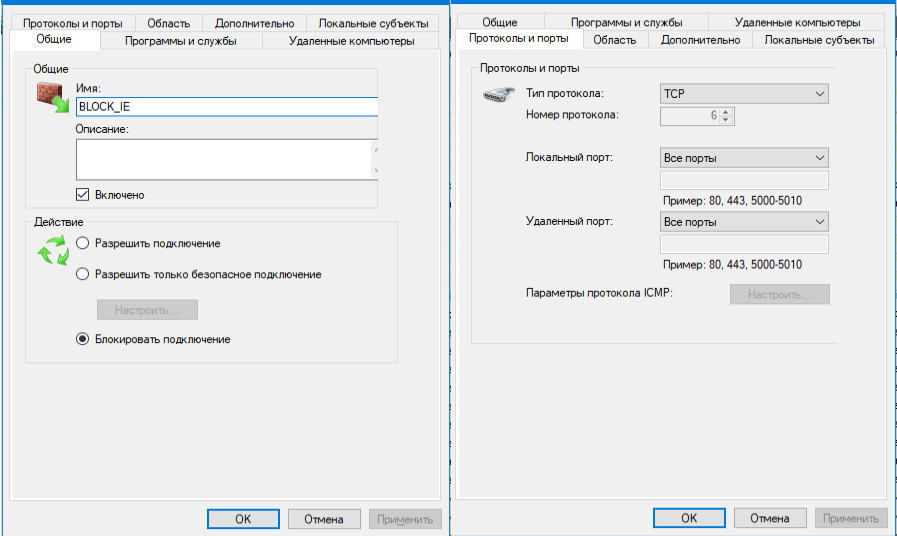 Протоколы и порты Область Дополнительно Локальные субъекты
Общие Программы и службы Удаленные компьютеры
Общие
Имя:
BLOCK_IE
Описание:
Включено
Действие
Разрешить подключение
Разрешить только безопасное подключение
Настроить...
Блокировать подключение
OK Отмена Применить
Общие Программы и службы Удаленные компьютеры
Протоколы и порты Область Дополнительно Локальные субъекты
Протоколы и порты
Тип протокола: TCP
Номер протокола: 6
Локальный порт: Все порты
Пример: 80, 443, 5000-5010
Удаленный порт: Все порты
Пример: 80, 443, 5000-5010
Параметры протокола ICMP: Настроить...
OK Отмена Применить